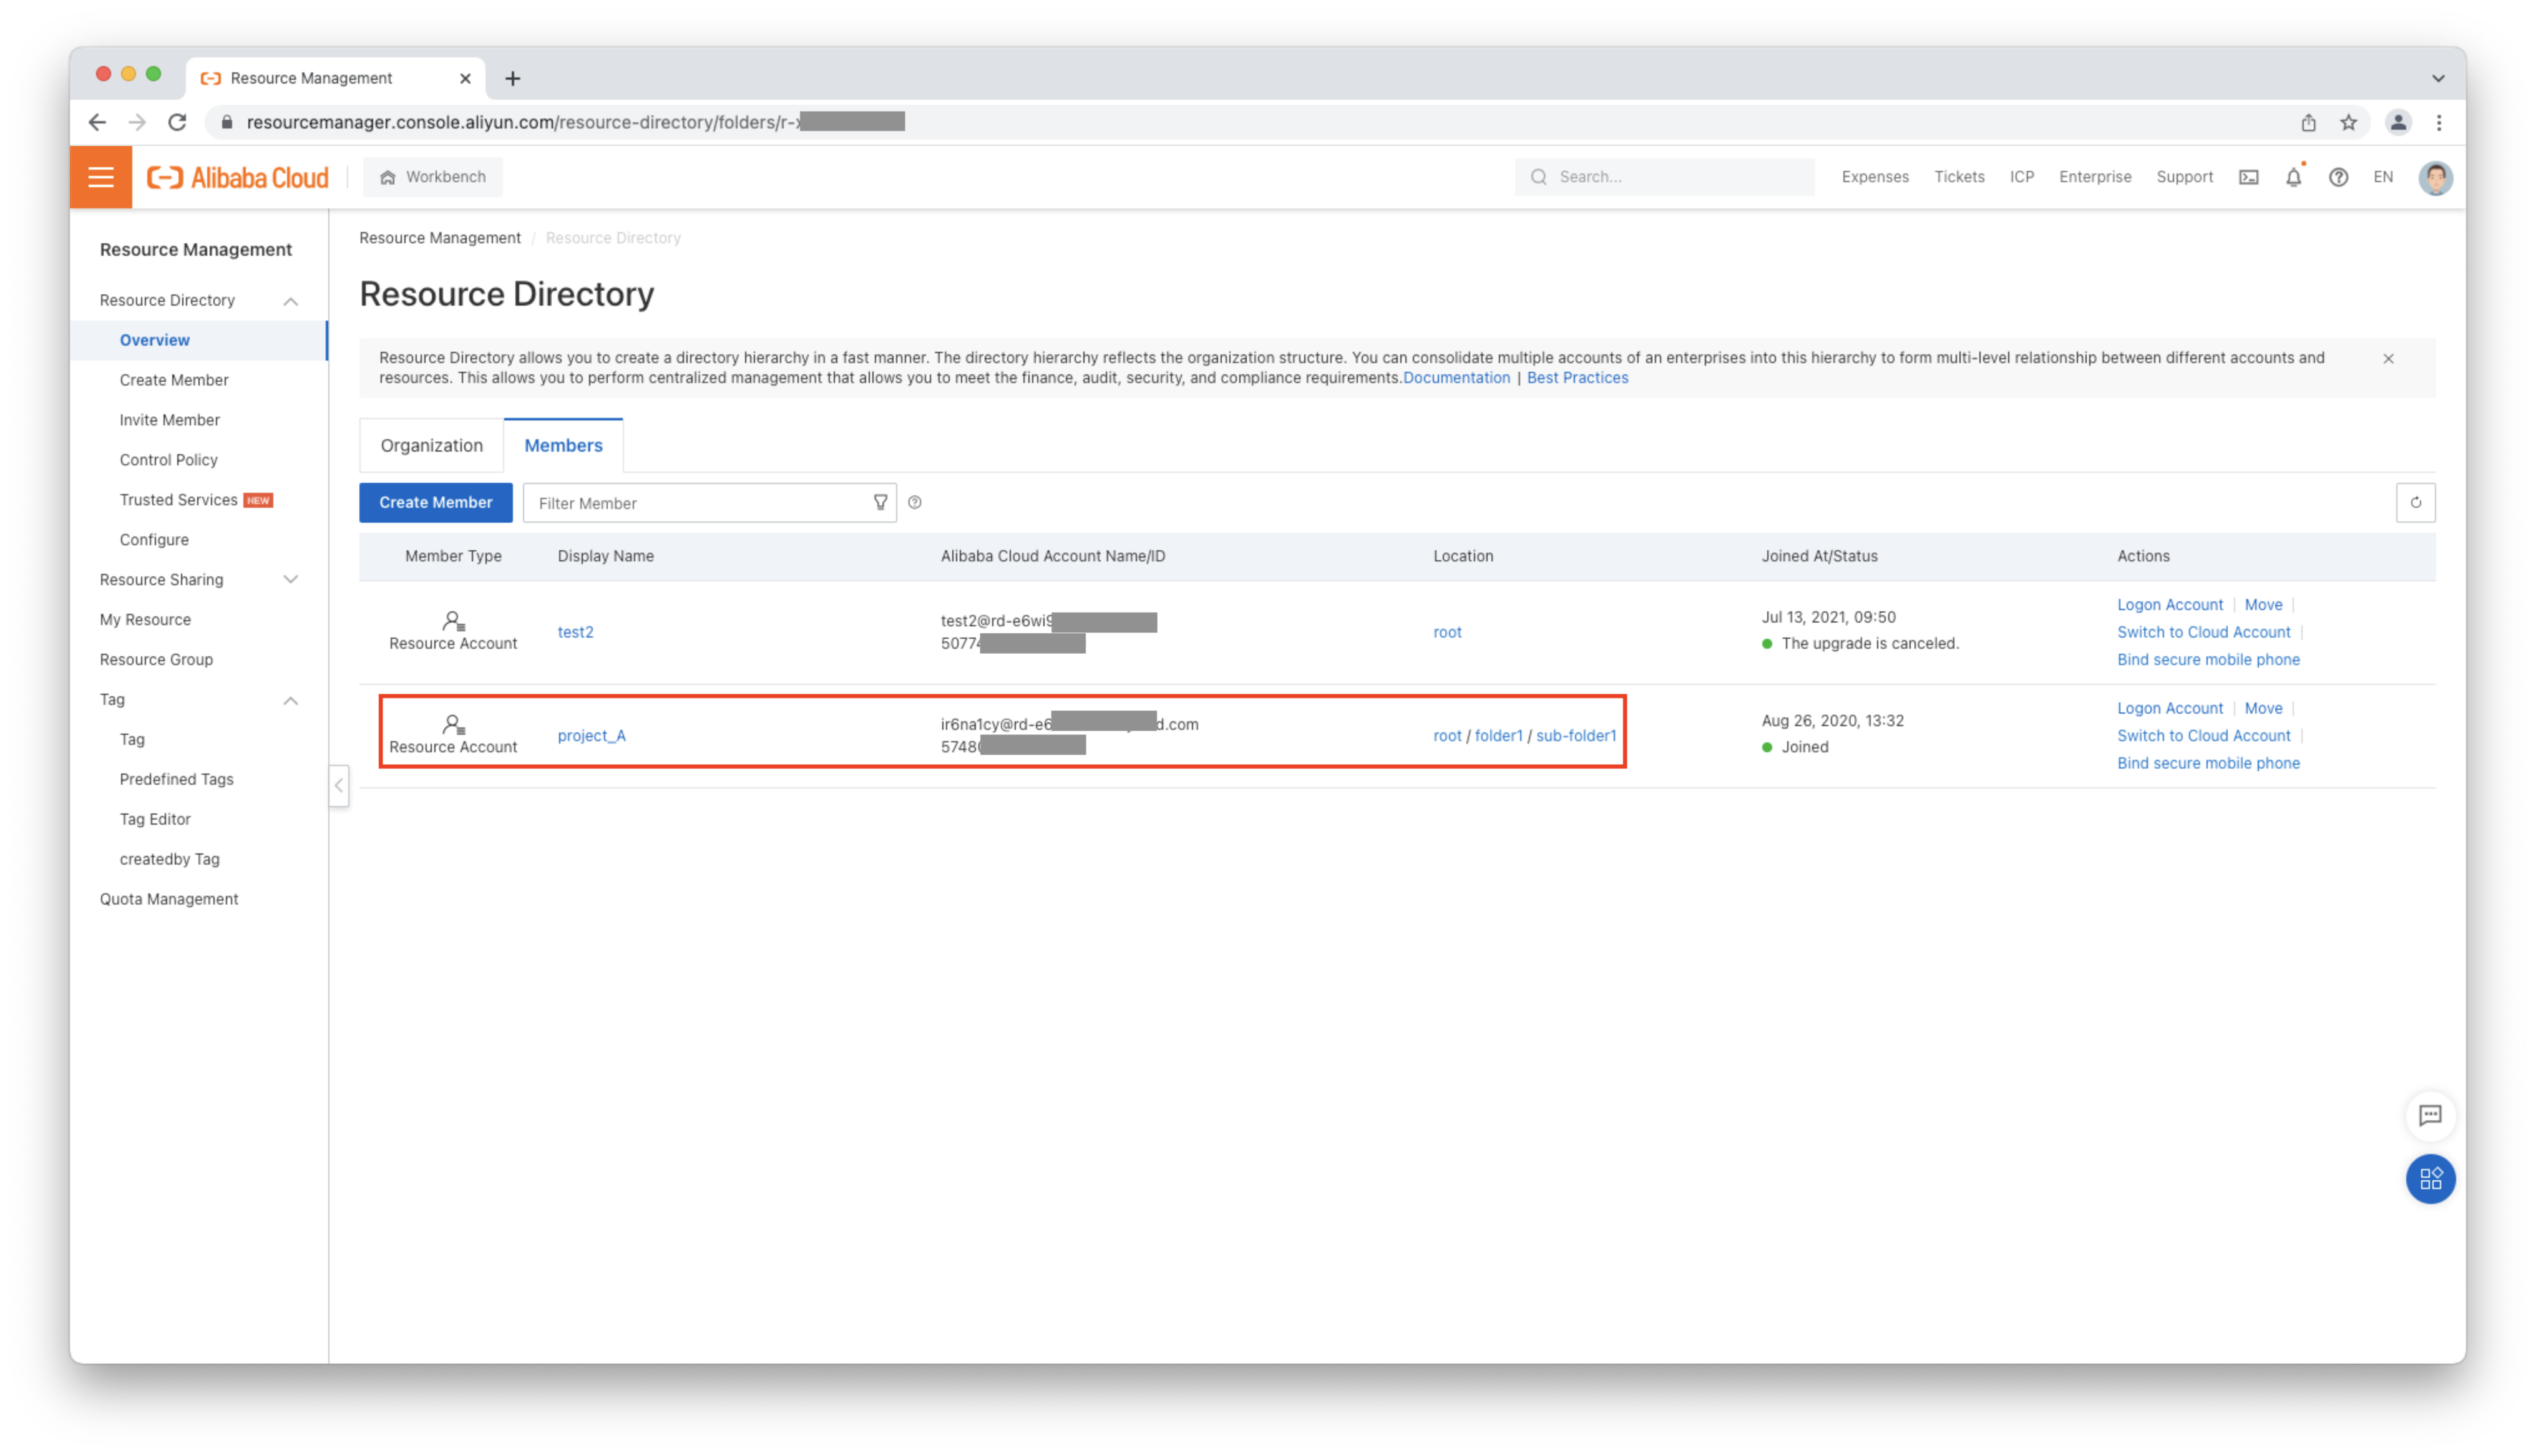 Resource Management
resourcemanager.console.aliyun.com/resource-directory/folders/r-
Alibaba Cloud
Workbench
Search...
Expenses
Tickets
ICP
Enterprise
Support
EN
Resource Management
Resource Directory
Overview
Create Member
Invite Member
Control Policy
Trusted Services NEW
Configure
Resource Sharing
My Resource
Resource Group
Tag
Tag
Predefined Tags
Tag Editor
createdby Tag
Quota Management
Resource Management / Resource Directory
Resource Directory
Resource Directory allows you to create a directory hierarchy in a fast manner. The directory hierarchy reflects the organization structure. You can consolidate multiple accounts of an enterprises into this hierarchy to form multi-level relationship between different accounts and
resources. This allows you to perform centralized management that allows you to meet the finance, audit, security, and compliance requirements.Documentation | Best Practices
Organization
Members
Create Member
Filter Member
Member Type
Display Name
Alibaba Cloud Account Name/ID
Location
Joined At/Status
Actions
Resource Account
test2
test2@rd-e6wi9
50774
root
Jul 13, 2021, 09:50
The upgrade is canceled.
Logon Account | Move |
Switch to Cloud Account |
Bind secure mobile phone
Resource Account
project_A
ir6na1cy@rd-e6 d.com
5748
root / folder1 / sub-folder1
Aug 26, 2020, 13:32
Joined
Logon Account | Move |
Switch to Cloud Account |
Bind secure mobile phone